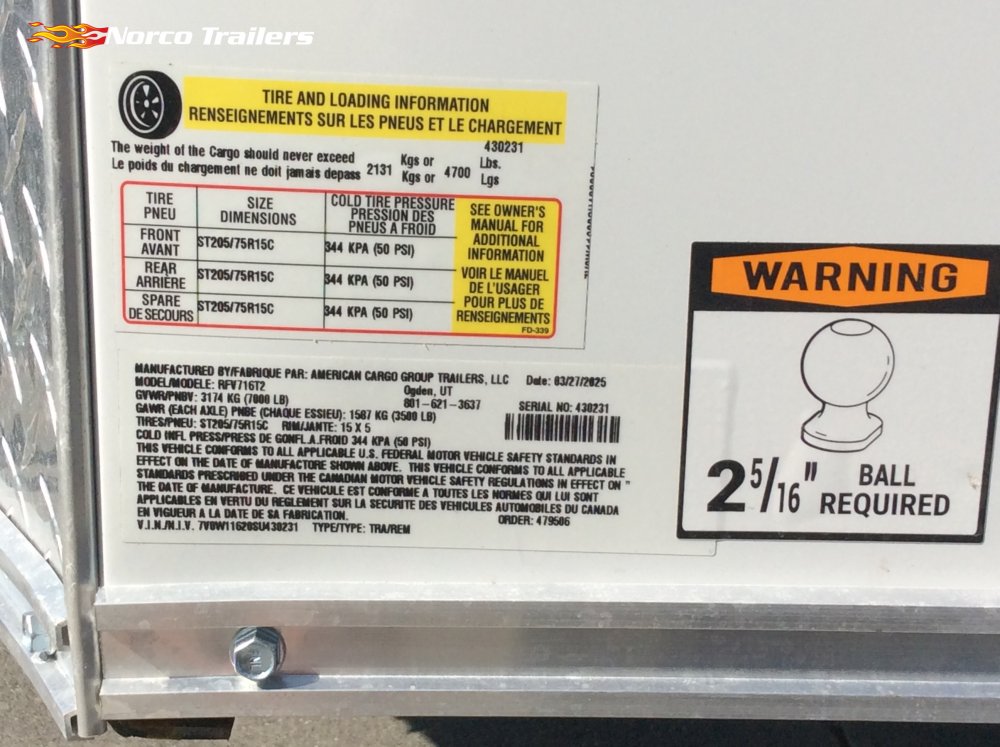 Norco Trailers
TIRE AND LOADING INFORMATION
RENSEIGNEMENTS SUR LES PNEUS ET LE CHARGEMENT
430231
The weight of the Cargo should never exceed 2131 Kgs or 4700 Lbs.
Le poids du chargement ne doit jamais depass Kgs or Lgs
TIRE PNEU SIZE DIMENSIONS COLD TIRE PRESSURE PRESSION DES PNEUS A FROID
FRONT AVANT ST205/75R15C 344 KPA (50 PSI)
REAR ARRIÈRE ST205/75R15C 344 KPA (50 PSI)
SPARE DE SECOURS ST205/75R15C 344 KPA (50 PSI)
SEE OWNER'S
MANUAL FOR
ADDITIONAL
INFORMATION
VOIR LE MANUEL
DE L'USAGER
POUR PLUS DE
RENSEIGNEMENTS
FD-339
MANUFACTURED BY/FABRIQUE PAR: AMERICAN CARGO GROUP TRAILERS, LLC Date: 03/27/2025
MODEL/MODELE: RFV716T2 Ogden, UT
GVWR/PNBV: 3174 KG (7000 LB) 801-621-3637 SERIAL NO: 430231
GAWR (EACH AXLE) PNBE (CHAQUE ESSIEU): 1587 KG (3500 LB)
TIRES/PNEU: ST205/75R15C RIM/JANTE: 15 X 5
COLD INFL PRESS/PRESS DE GONFL.A.FROID 344 KPA (50 PSI)
THIS VEHICLE CONFORMS TO ALL APPLICABLE U.S. FEDERAL MOTOR VEHICLE SAFETY STANDARDS IN
EFFECT ON THE DATE OF MANUFACTORE SHOWN ABOVE. THIS VEHICLE CONFORMS TO ALL APPLICABLE
STANDARDS PRESCRIBED UNDER THE CANADIAN MOTOR VEHICLE SAFETY REGULATIONS IN EFFECT ON "
THE DATE OF MANUFACTURE. CE VEHICULE EST CONFORME A TOUTES LES NORMES QUI LUI SONT
APPLICABLES EN VERTU DU REGLEMENT SUR LA SECURITE DES VEHICULES AUTOMOBILES DU CANADA
EN VIGUEUR A LA DATE DE SA FABRICATION. ORDER: 479506
V.I.N./N.I.V. 7V0W11620SU430231 TYPE/TYPE: TRA/REM
WARNING
2 5/16" BALL REQUIRED